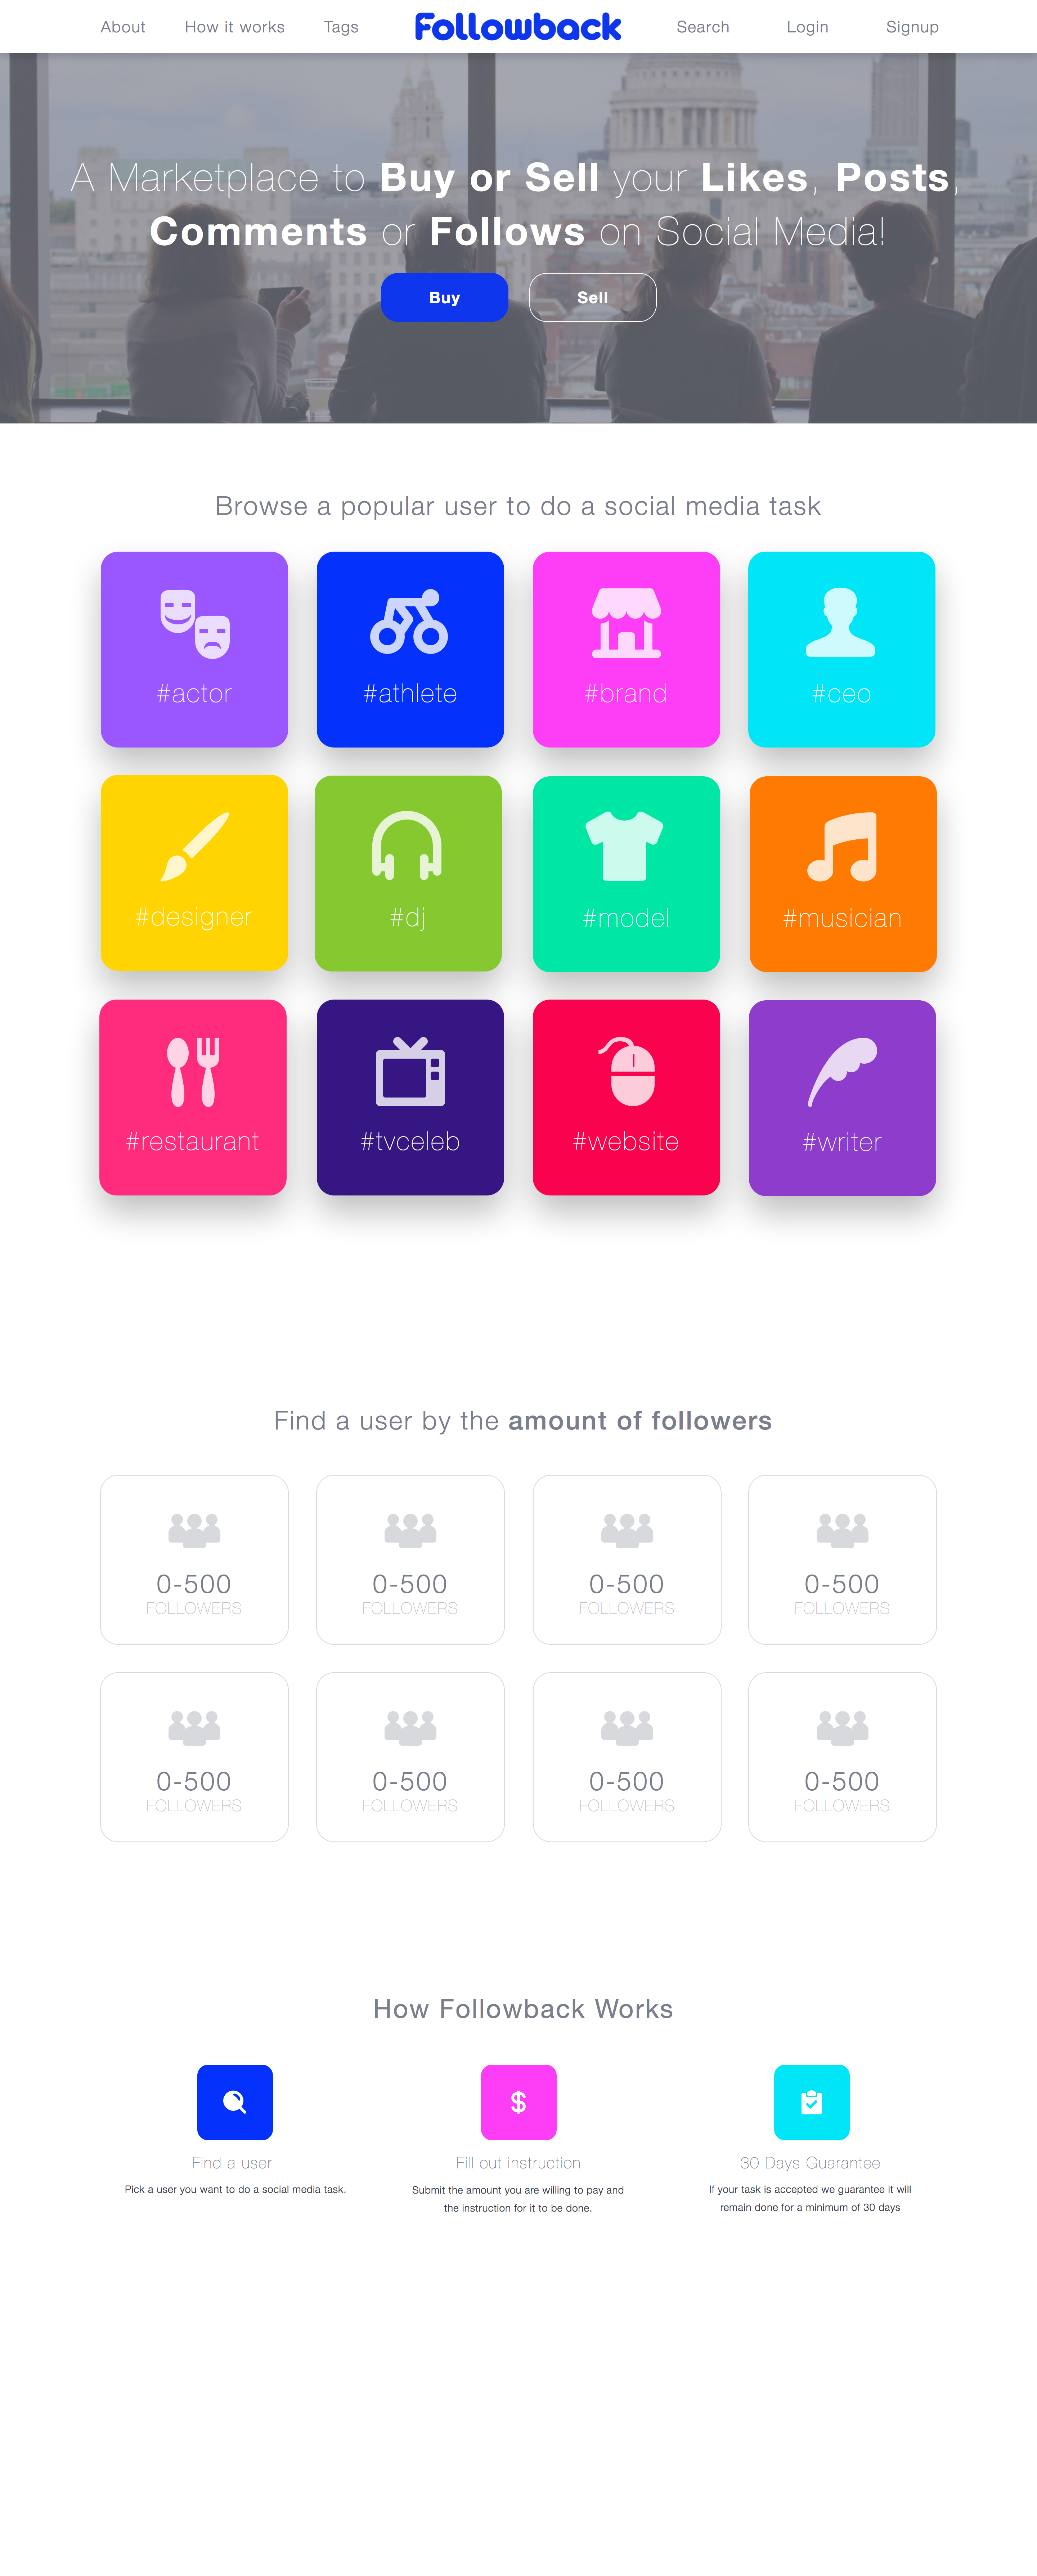 About How it works Tags Followback Search Login Signup
A Marketplace to Buy or Sell your Likes, Posts,
Comments or Follows on Social Media!
Buy Sell
Browse a popular user to do a social media task
#actor #athlete #brand #ceo
#designer #dj #model #musician
#restaurant #tvceleb #website #writer
Find a user by the amount of followers
0-500 0-500 0-500 0-500
FOLLOWERS FOLLOWERS FOLLOWERS FOLLOWERS
0-500 0-500 0-500 0-500
FOLLOWERS FOLLOWERS FOLLOWERS FOLLOWERS
How Followback Works
$
Find a user
Pick a user you want to do a social media task.
Fill out instruction
Submit the amount you are willing to pay and
the instruction for it to be done.
30 Days Guarantee
If your task is accepted we guarantee it will
remain done for a minimum of 30 days